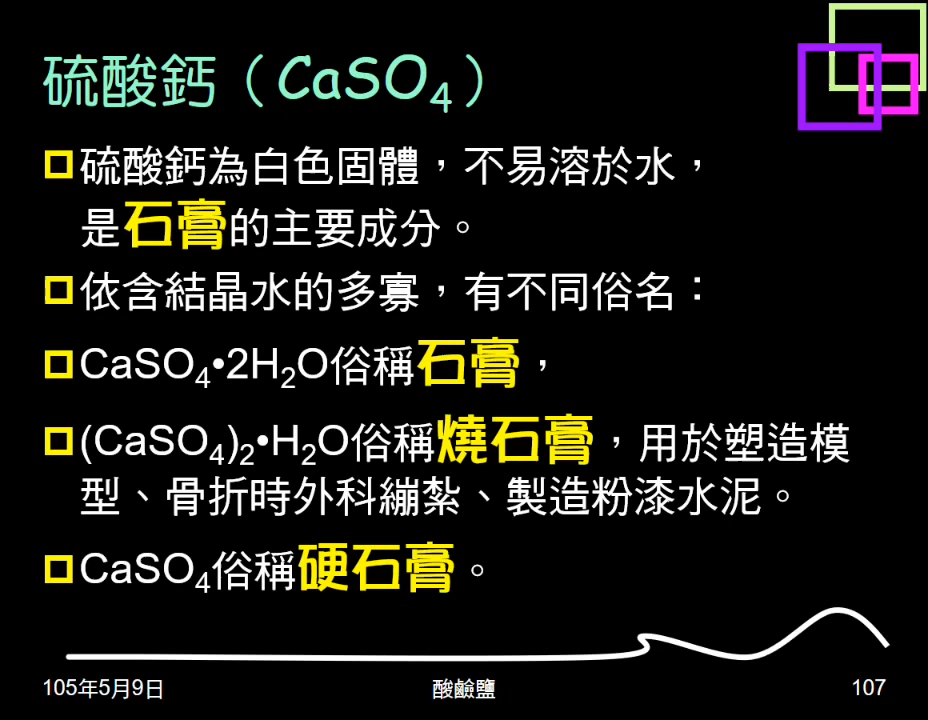 硫酸鈣（CaSO₄）
硫酸鈣為白色固體，不易溶於水，
是石膏的主要成分。
依含結晶水的多寡，有不同俗名：
CaSO₄•2H₂O俗稱石膏，
(CaSO₄)₂•H₂O俗稱燒石膏，用於塑造模
型、骨折時外科繃紮、製造粉漆水泥。
CaSO₄俗稱硬石膏。
105年5月9日
酸鹼鹽
107